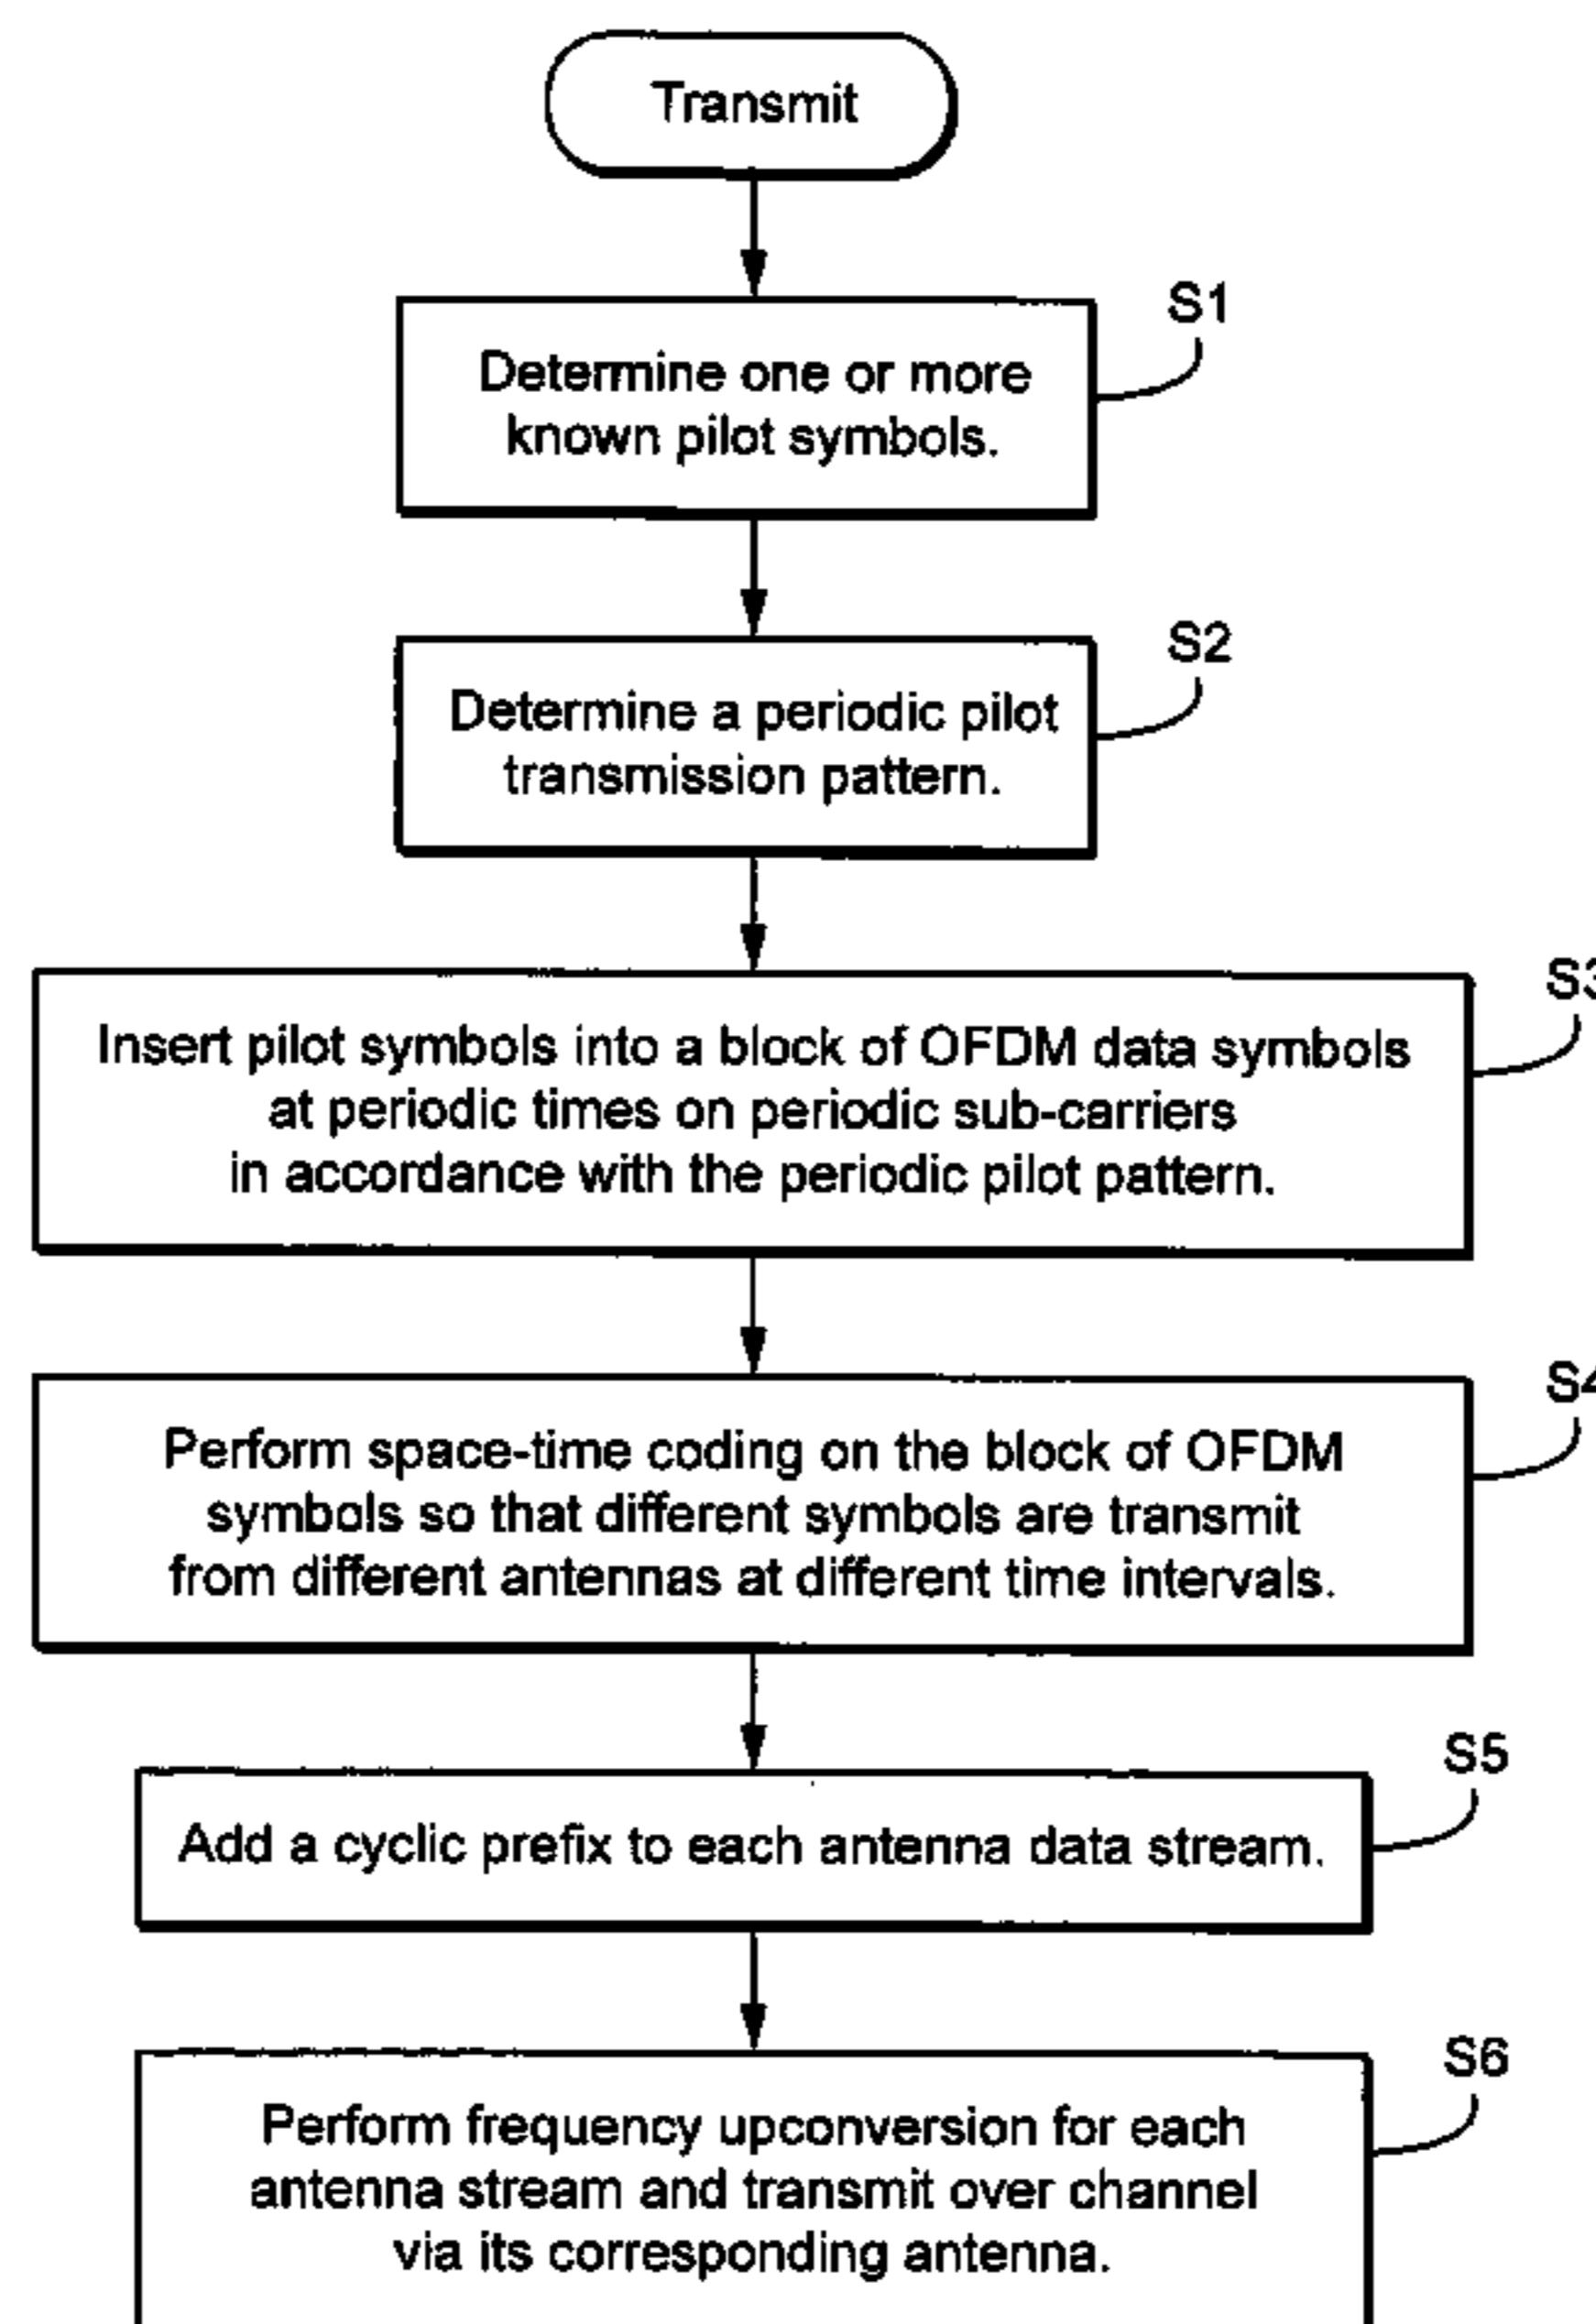 Transmit
S1
Determine one or more
known pilot symbols.
S2
Determine a periodic pilot
transmission pattern.
S3
Insert pilot symbols into a block of OFDM data symbols
at periodic times on periodic sub-carriers
in accordance with the periodic pilot pattern.
S4
Perform space-time coding on the block of OFDM
symbols so that different symbols are transmit
from different antennas at different time intervals.
S5
Add a cyclic prefix to each antenna data stream.
S6
Perform frequency upconversion for each
antenna stream and transmit over channel
via its corresponding antenna.